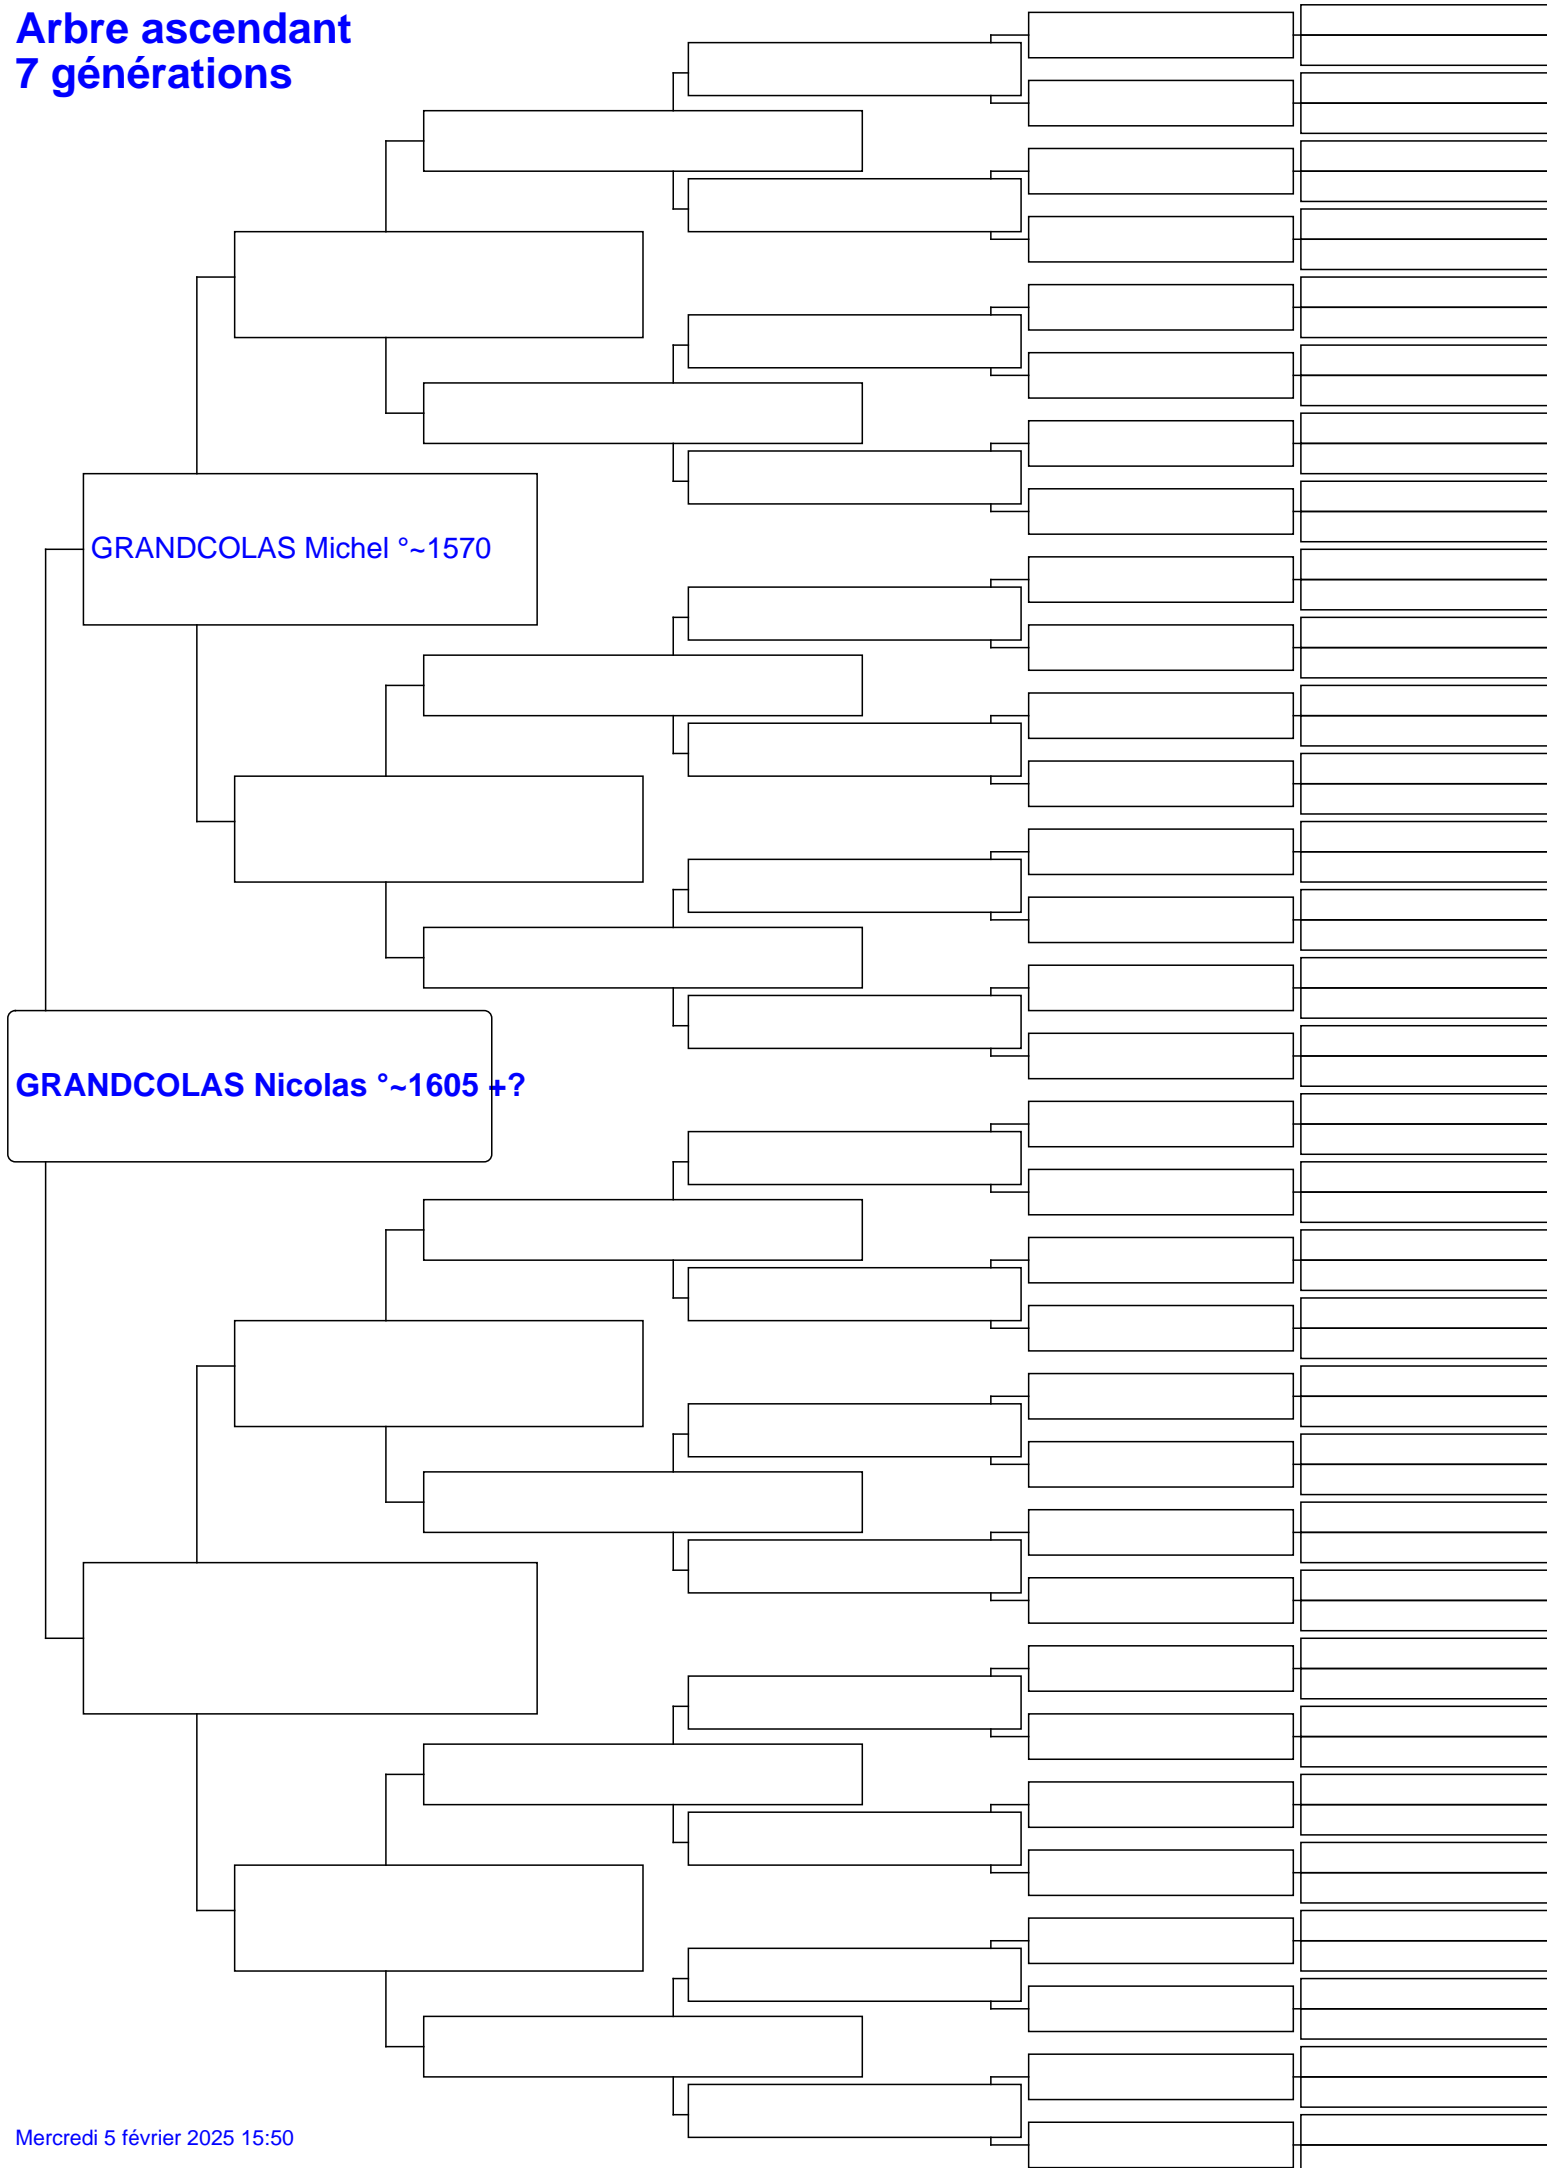 Arbre ascendant
7 générations
GRANDCOLAS Michel °~1570
GRANDCOLAS Nicolas °~1605 +?
Mercredi 5 février 2025 15:50